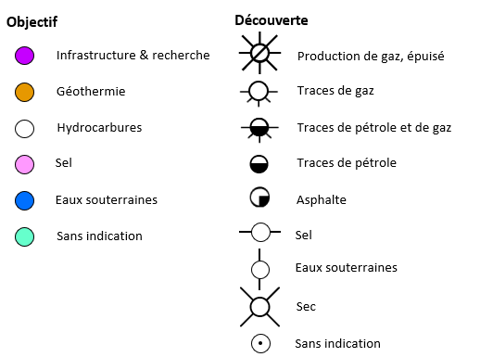 Objectif
Infrastructure & recherche
Géothermie
Hydrocarbures
Sel
Eaux souterraines
Sans indication
Découverte
Production de gaz, épuisé
Traces de gaz
Traces de pétrole et de gaz
Traces de pétrole
Asphalte
Sel
Eaux souterraines
Sec
Sans indication